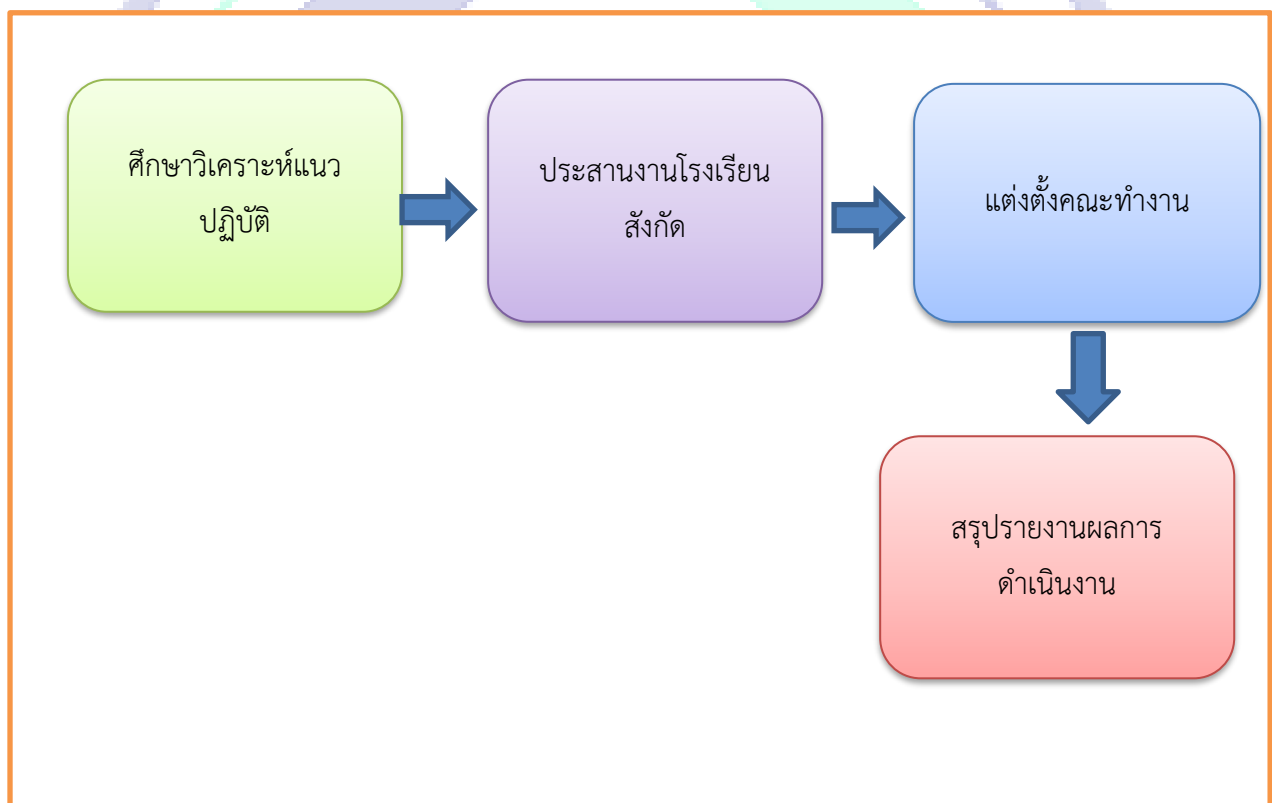 ศึกษาวิเคราะห์แนว
ปฏิบัติ
ประสานงานโรงเรียน
สังกัด
แต่งตั้งคณะทำงาน
สรุปรายงานผลการ
ดำเนินงาน